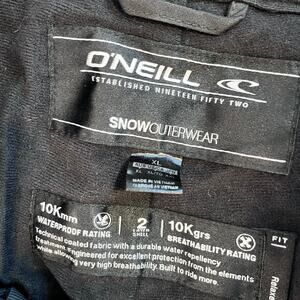 O'NEILL
ESTABLISHED NINETEEN FIFTY TWO
SNOWOUTERWEAR
XL
MADE IN VIETNAM
10Kmm
WATERPROOF RATING
2
LAYER
SHELL
10Kgrs
BREATHABILITY RATING
Technical coated fabric with a durable water repellency
treatment engineered for excellent protection from the elements
while allowing very high breathability. Built to ride more.
FIT